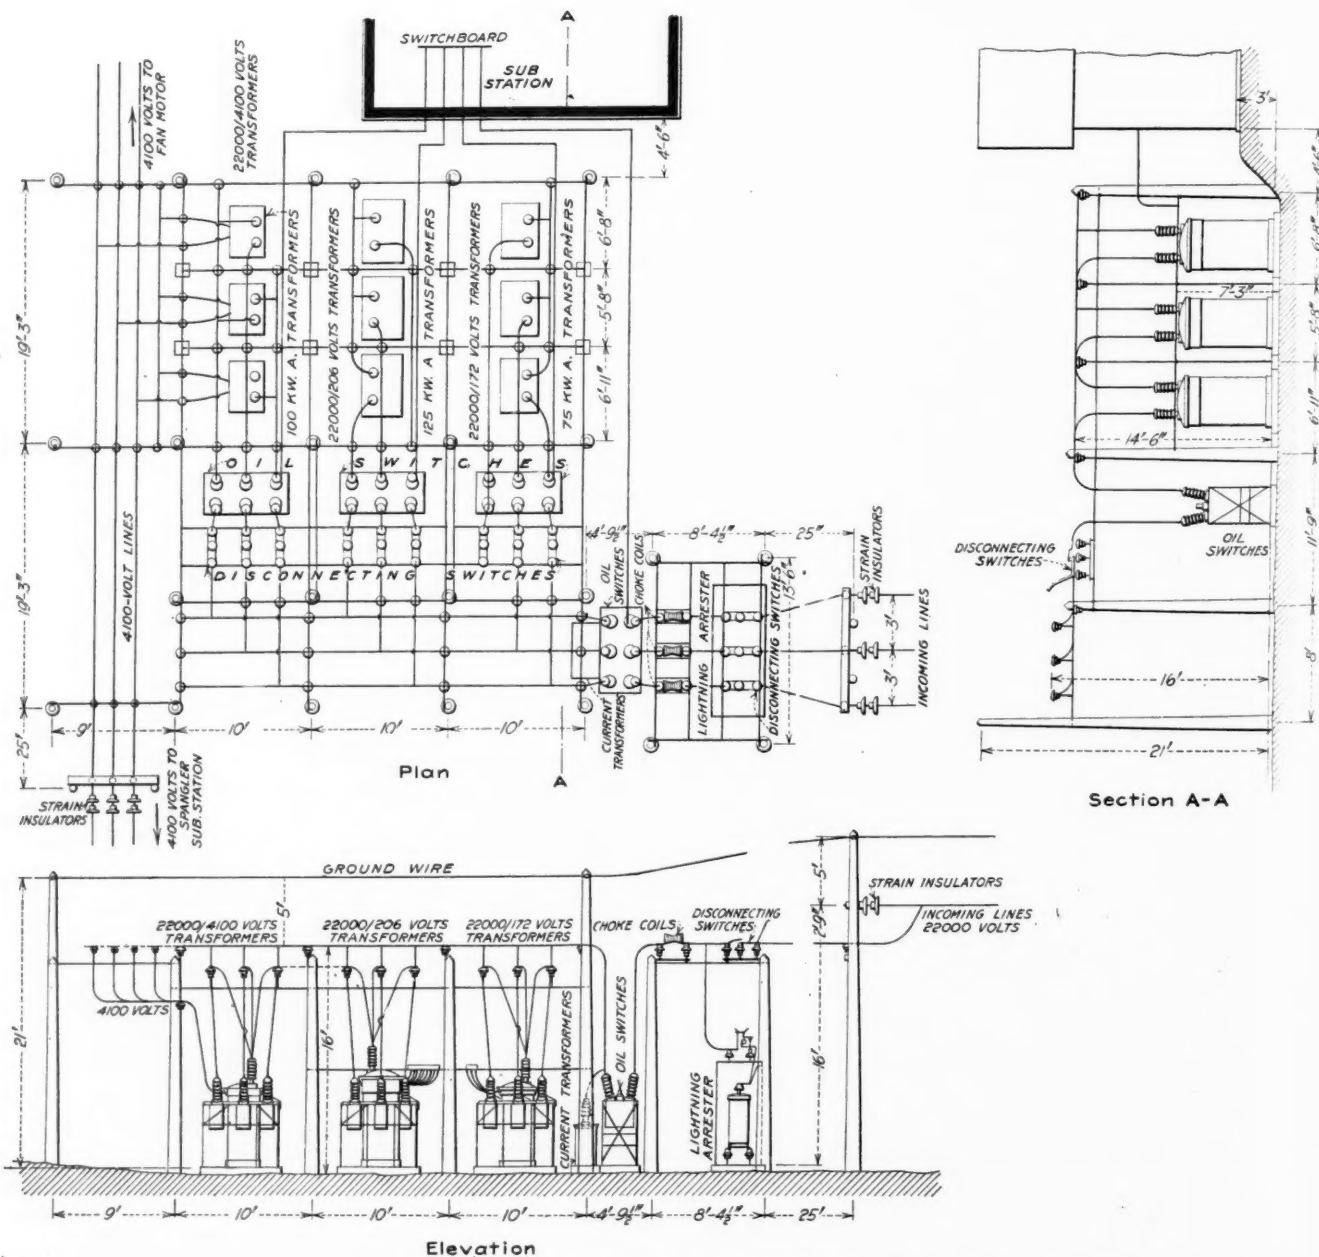 A
SWITCHBOARD
SUB
STATION
4100 VOLTS TO
FAN MOTOR
22000/4100 VOLTS
TRANSFORMERS
4'-6"
19'-3"
100 KW. A. TRANSFORMERS
22000/206 VOLTS TRANSFORMERS
125 KW. A TRANSFORMERS
22000/172 VOLTS TRANSFORMERS
75 KW. A. TRANSFORMERS
6'-8"
5'-8"
6'-11"
OIL SWITCHES
DISCONNECTING SWITCHES
19'-3"
4100-VOLT LINES
4'-9½"
8'-4½"
25"
OIL
SWITCHES
CHOKE COILS
LIGHTNING ARRESTER
DISCONNECTING SWITCHES
15'-6"
STRAIN
INSULATORS
3'
3'
INCOMING LINES
CURRENT
TRANSFORMERS
9'
10'
10'
10'
25'
A
Plan
STRAIN
INSULATORS
4100 VOLTS TO
SPANGLER
SUB. STATION
3'
4'-6"
6'-8"
7'-3"
5'-8"
6'-11"
14'-6"
OIL
SWITCHES
DISCONNECTING
SWITCHES
11'-9"
16'
8'
21'
Section A-A
GROUND WIRE
5'
22000/4100 VOLTS
TRANSFORMERS
22000/206 VOLTS
TRANSFORMERS
22000/172 VOLTS
TRANSFORMERS
CHOKE COILS
DISCONNECTING
SWITCHES
5'
STRAIN INSULATORS
2'9"
INCOMING LINES
22000 VOLTS
4100 VOLTS
21'
16'
CURRENT TRANSFORMERS
OIL SWITCHES
LIGHTNING
ARRESTER
16'
9'
10'
10'
10'
4'-9½"
8'-4½"
25'
Elevation